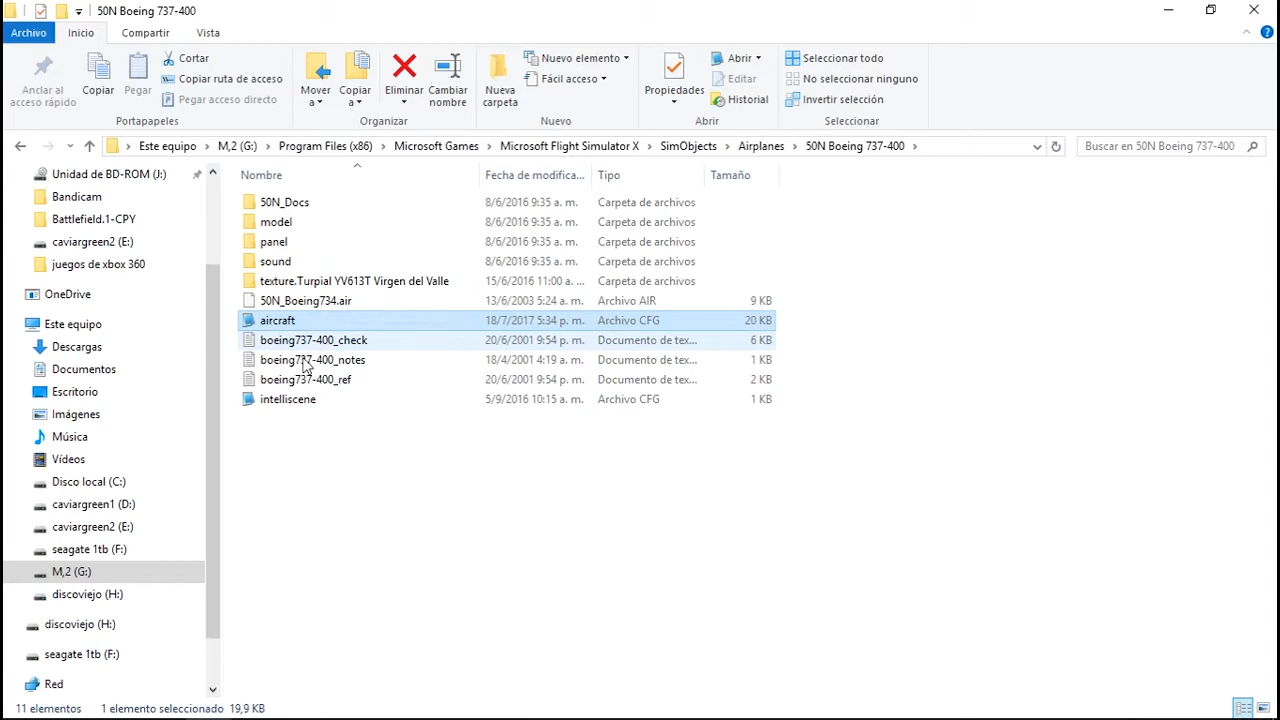 50N Boeing 737-400
Archivo Inicio Compartir Vista
Anclar al acceso rápido
Copiar
Pegar
Cortar
Copiar ruta de acceso
Pegar acceso directo
Portapapeles
Mover a
Copiar a
Eliminar
Cambiar nombre
Organizar
Nueva carpeta
Nuevo elemento
Fácil acceso
Nuevo
Propiedades
Abrir
Editar
Historial
Abrir
Seleccionar todo
No seleccionar ninguno
Invertir selección
Seleccionar
Este equipo > M,2 (G:) > Program Files (x86) > Microsoft Games > Microsoft Flight Simulator X > SimObjects > Airplanes > 50N Boeing 737-400 >
Buscar en 50N Boeing 737-400
Unidad de BD-ROM (J:)
Bandicam
Battlefield.1-CPY
caviargreen2 (E:)
juegos de xbox 360
OneDrive
Este equipo
Descargas
Documentos
Escritorio
Imágenes
Música
Vídeos
Disco local (C:)
caviargreen1 (D:)
caviargreen2 (E:)
seagate 1tb (F:)
M,2 (G:)
discoviejo (H:)
discoviejo (H:)
seagate 1tb (F:)
Red
Nombre Fecha de modifica... Tipo Tamaño
50N_Docs 8/6/2016 9:35 a. m. Carpeta de archivos
model 8/6/2016 9:35 a. m. Carpeta de archivos
panel 8/6/2016 9:35 a. m. Carpeta de archivos
sound 8/6/2016 9:35 a. m. Carpeta de archivos
texture.Turpial YV613T Virgen del Valle 15/6/2016 11:00 a. ... Carpeta de archivos
50N_Boeing734.air 13/6/2003 5:24 a. m. Archivo AIR 9 KB
aircraft 18/7/2017 5:34 p. m. Archivo CFG 20 KB
boeing737-400_check 20/6/2001 9:54 p. m. Documento de tex... 6 KB
boeing737-400_notes 18/4/2001 4:19 a. m. Documento de tex... 1 KB
boeing737-400_ref 20/6/2001 9:54 p. m. Documento de tex... 2 KB
intelliscene 5/9/2016 10:15 a. m. Archivo CFG 1 KB
11 elementos 1 elemento seleccionado 19,9 KB